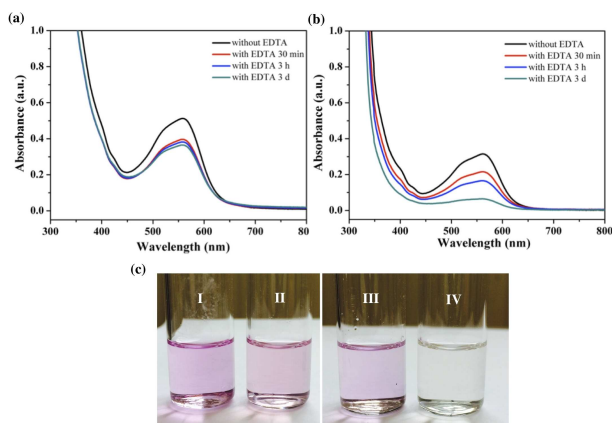 (a)
1.0
0.8
0.6
0.4
0.2
0.0
300 400 500 600 700 800
Absorbance (a.u.)
Wavelength (nm)
without EDTA
with EDTA 30 min
with EDTA 3 h
with EDTA 3 d
(b)
1.0
0.8
0.6
0.4
0.2
0.0
300 400 500 600 700 800
Absorbance (a.u.)
Wavelength (nm)
without EDTA
with EDTA 30 min
with EDTA 3 h
with EDTA 3 d
(c)
I II III IV